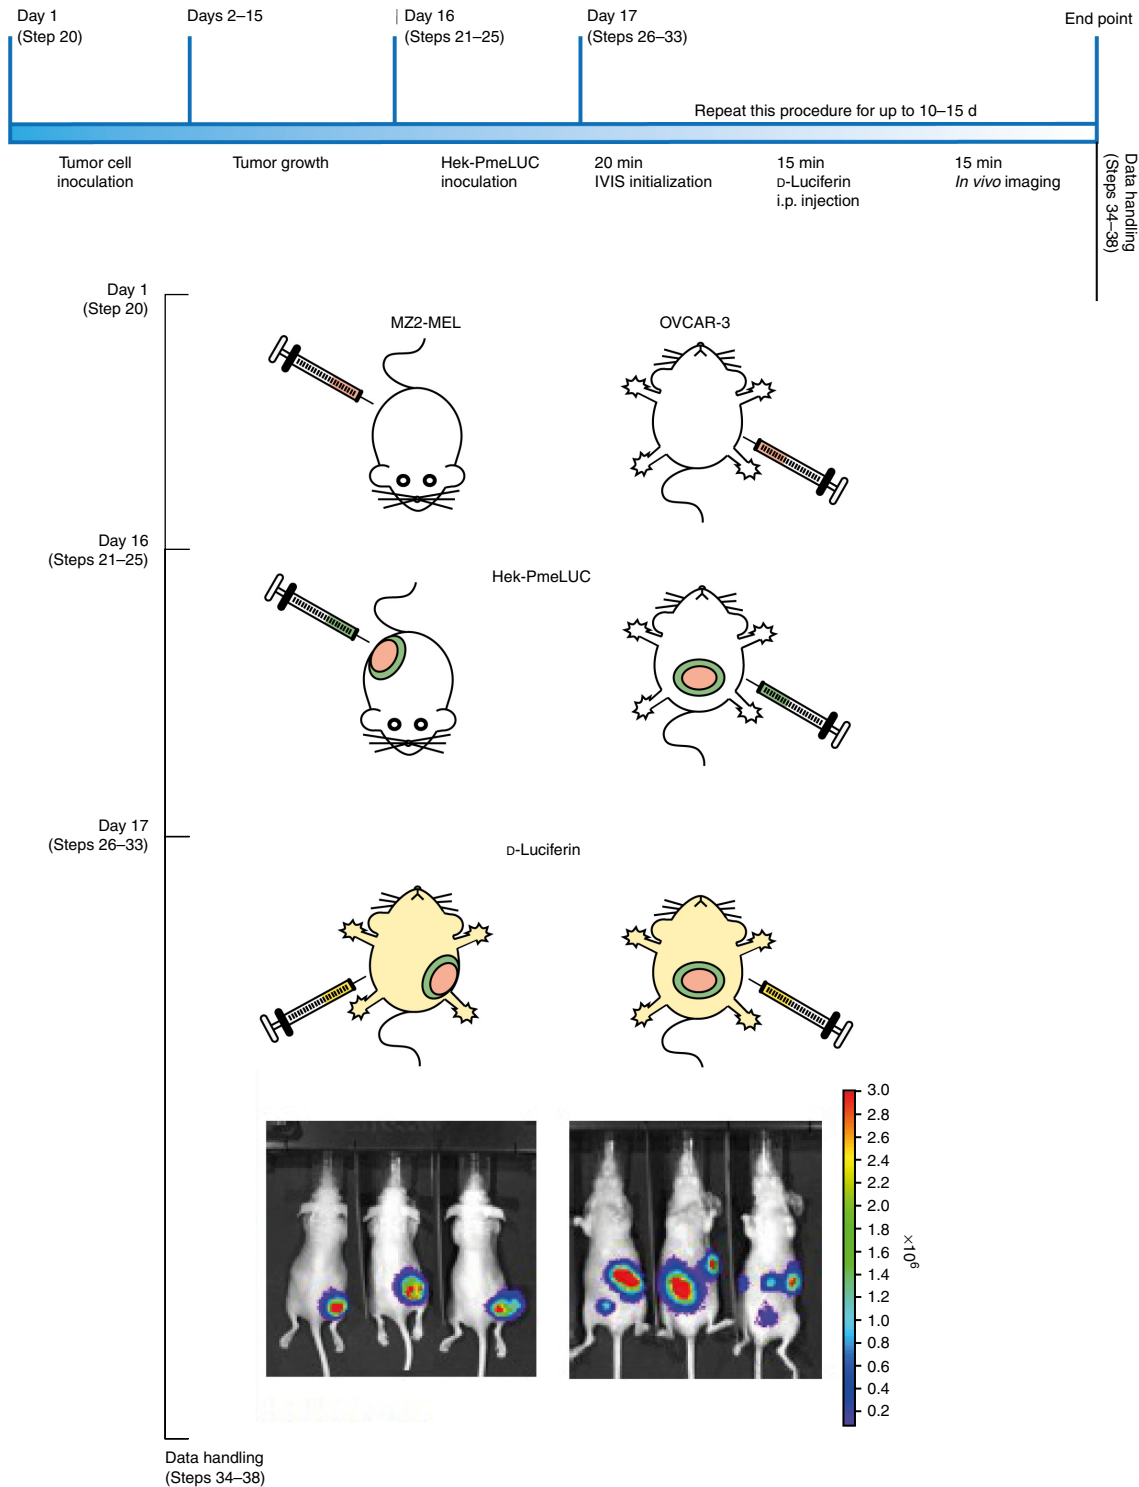 Day 1
(Step 20)
Days 2–15
Day 16
(Steps 21–25)
Day 17
(Steps 26–33)
End point
Repeat this procedure for up to 10–15 d
Tumor cell
inoculation
Tumor growth
Hek-PmeLUC
inoculation
20 min
IVIS initialization
15 min
D-Luciferin
i.p. injection
15 min
In vivo imaging
Data handling
(Steps 34–38)
Day 1
(Step 20)
MZ2-MEL
OVCAR-3
Day 16
(Steps 21–25)
Hek-PmeLUC
Day 17
(Steps 26–33)
D-Luciferin
3.0
2.8
2.6
2.4
2.2
2.0
1.8
1.6
1.4
1.2
1.0
0.8
0.6
0.4
0.2
×10⁶
Data handling
(Steps 34–38)